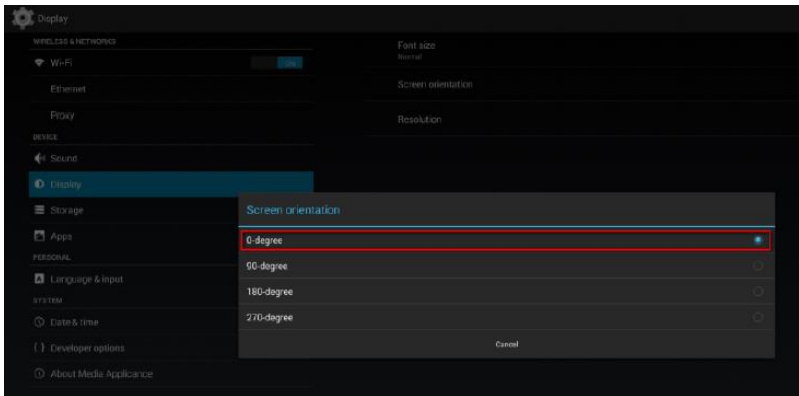 Display
WIRELESS & NETWORKS
Wi-Fi
ON
Ethernet
Proxy
DEVICE
Sound
Display
Storage
Apps
PERSONAL
Language & input
SYSTEM
Date & time
{ } Developer options
About Media Applicance
Font size
Normal
Screen orientation
Resolution
Screen orientation
0-degree
90-degree
180-degree
270-degree
Cancel